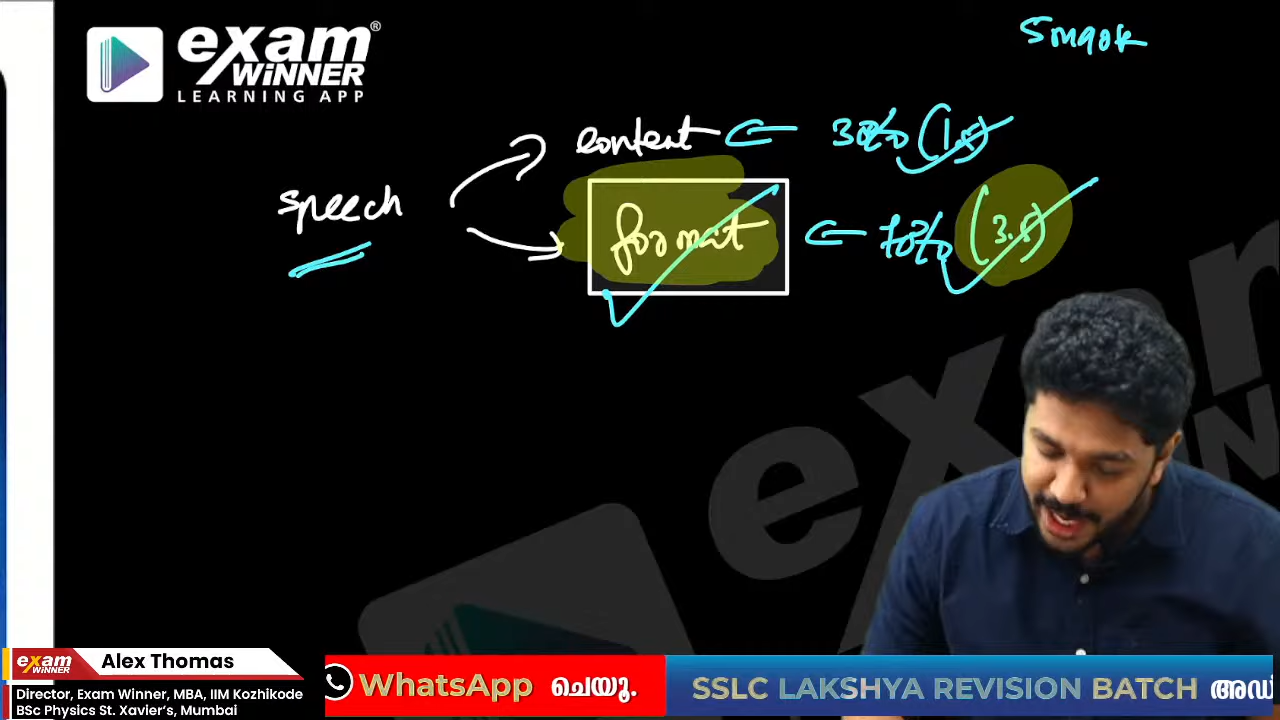 exam®
WiNNER
LEARNING APP
5 mark
content 30% (1.5)
speech
format 70% (3.5)
exam
WiNNER
Alex Thomas
Director, Exam Winner, MBA, IIM Kozhikode
BSc Physics St. Xavier's, Mumbai
WhatsApp ചെയൂ.
SSLC LAKSHYA REVISION BATCH അഡ്